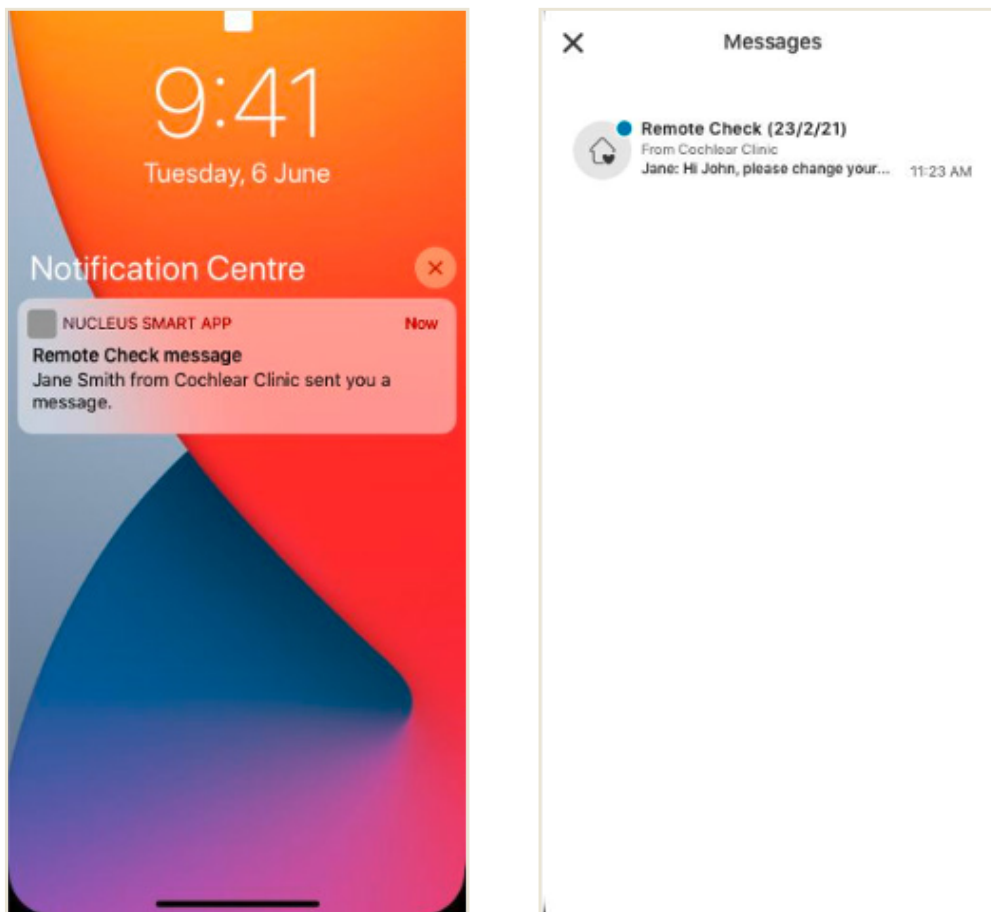 9:41
Tuesday, 6 June
Notification Centre
NUCLEUS SMART APP Now
Remote Check message
Jane Smith from Cochlear Clinic sent you a
message.
Messages
Remote Check (23/2/21)
From Cochlear Clinic
Jane: Hi John, please change your... 11:23 AM